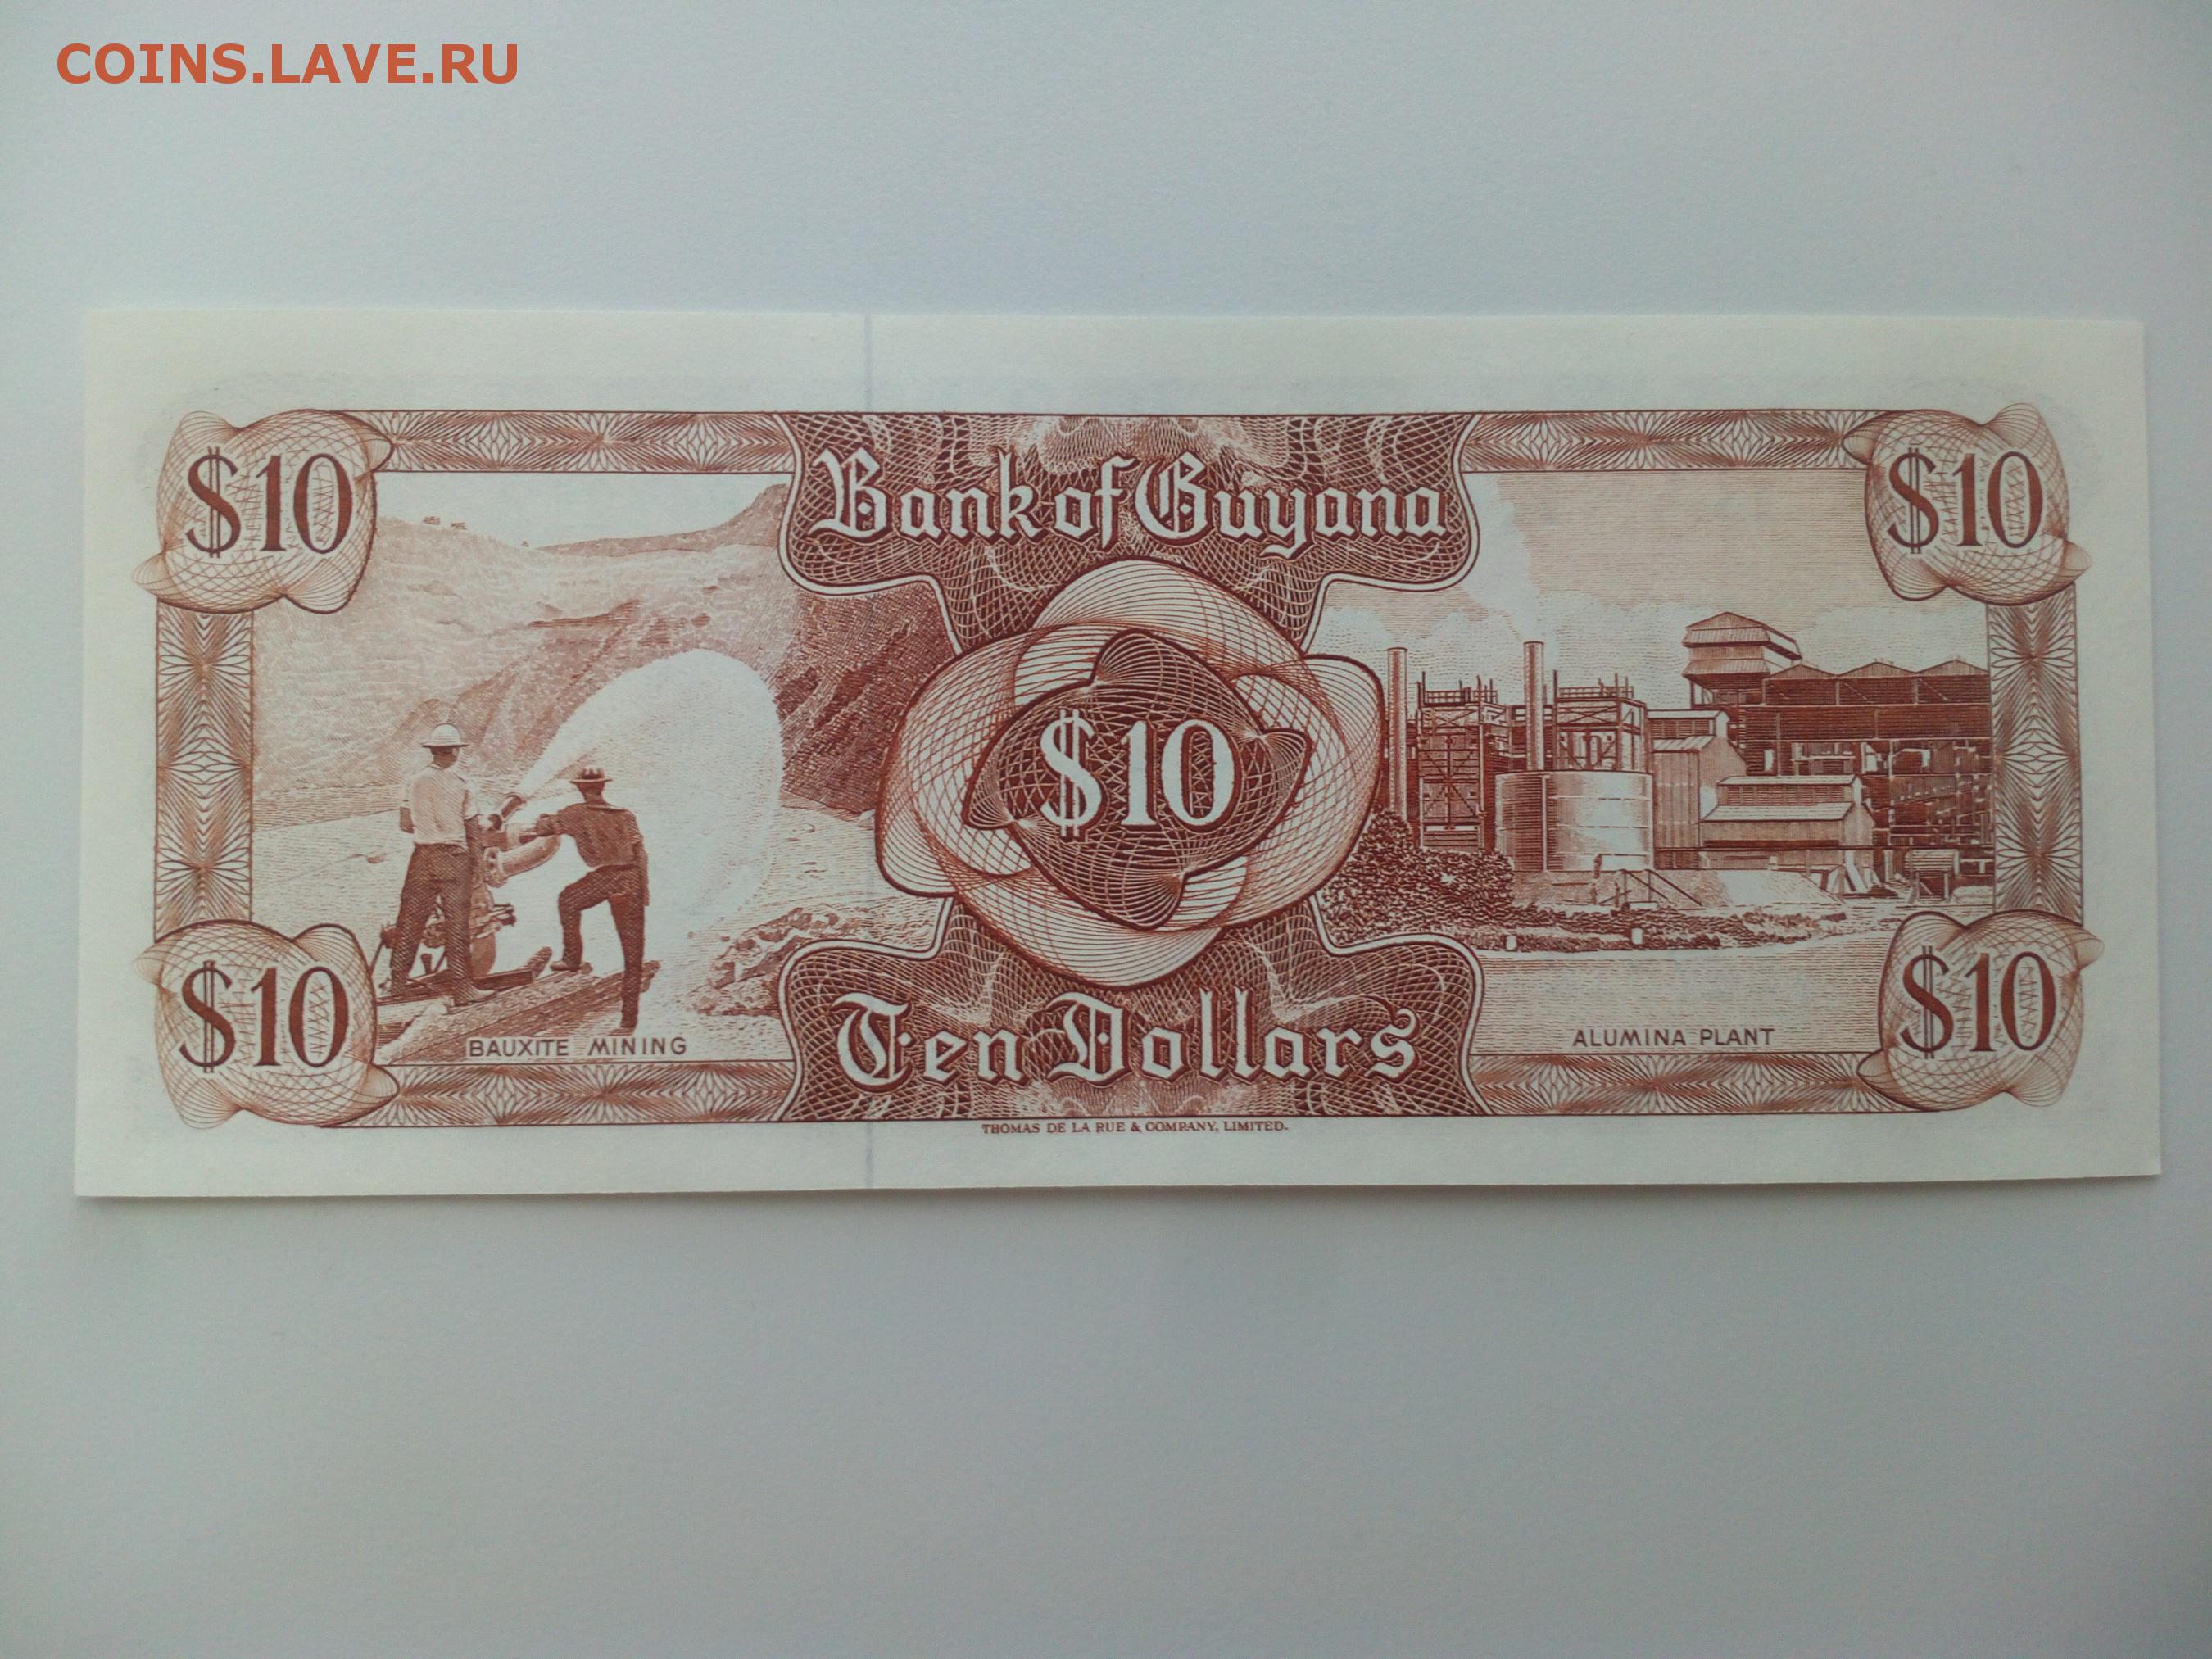 COINS.LAVE.RU
$10
Bank of Guyana
$10
$10
$10
BAUXITE MINING
Ten Dollars
ALUMINA PLANT
$10
THOMAS DE LA RUE & COMPANY, LIMITED.